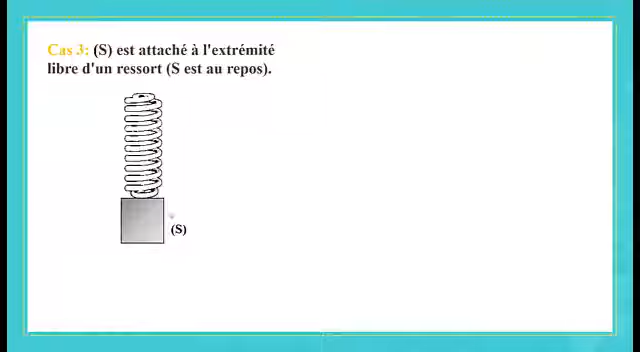 Cas 3: (S) est attaché à l'extrémité
libre d'un ressort (S est au repos).
(S)